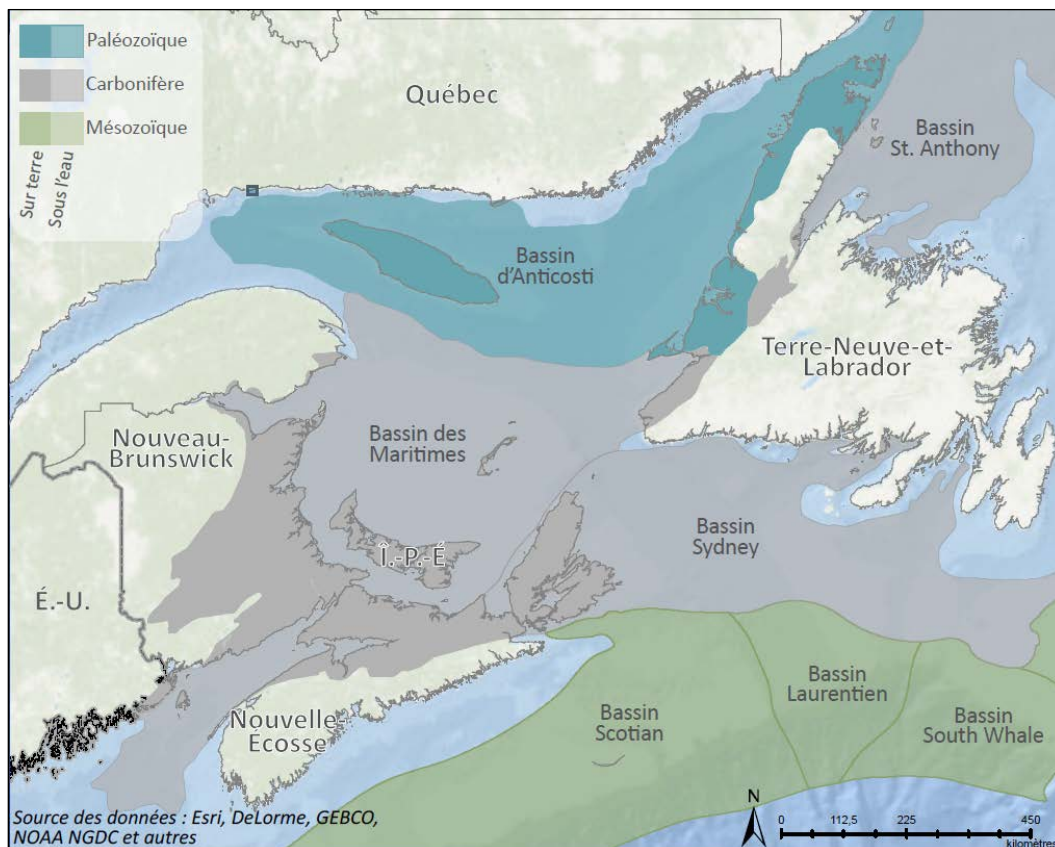 Paléozoïque
Carbonifère
Mésozoïque
Sur terre
Sous l'eau
Québec
Bassin
St. Anthony
Bassin
d'Anticosti
Terre-Neuve-et-
Labrador
Nouveau-
Brunswick
Bassin des
Maritimes
Bassin
Sydney
Î.-P.-É
É.-U.
Bassin
Laurentien
Bassin
Scotian
Bassin
South Whale
Nouvelle-
Écosse
Source des données : Esri, DeLorme, GEBCO,
NOAA NGDC et autres
N
0 112,5 225 450
kilomètres